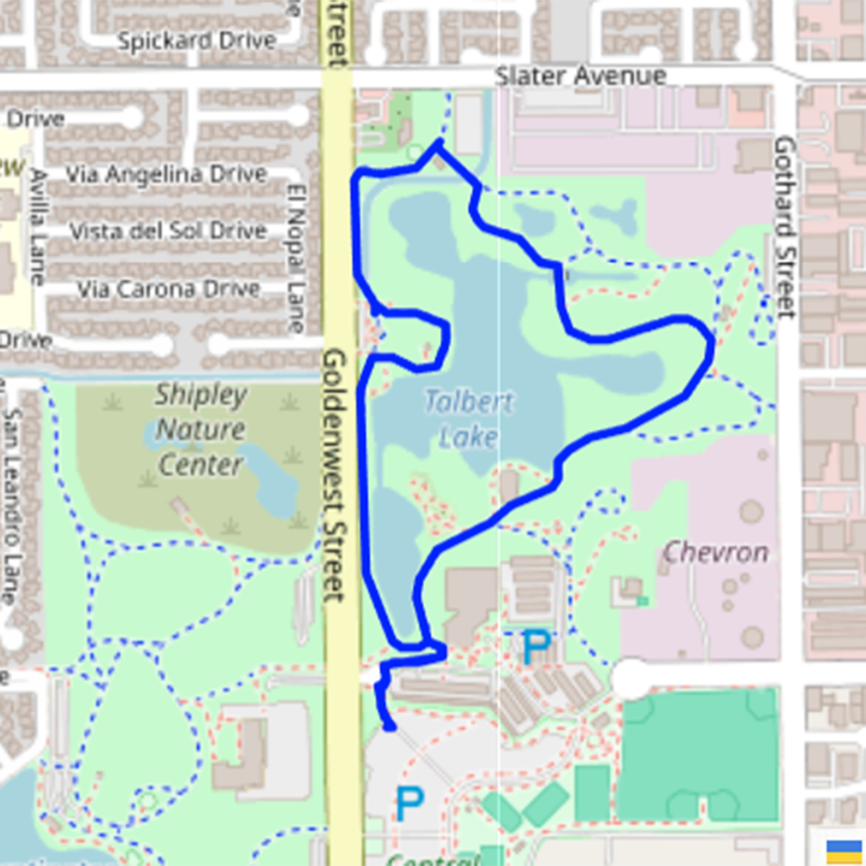 Street
Spickard Drive
Slater Avenue
Drive
Gothard Street
Via Angelina Drive
Avilla Lane
El Nopal Lane
Vista del Sol Drive
Via Carona Drive
Drive
Goldenwest Street
Shipley
Nature
Center
Talbert
Lake
San Leandro Lane
Chevron
P
P
Central